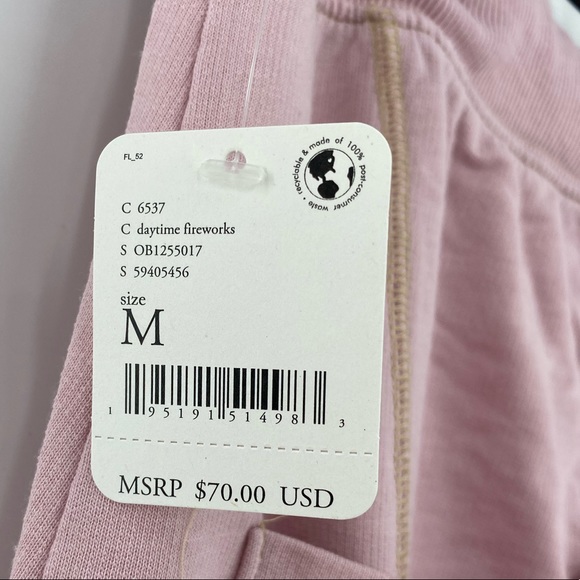 FL_52
recyclable & made of 100% post-consumer waste •
C 6537
C daytime fireworks
S OB1255017
S 59405456
size
M
1 95191 51498 3
MSRP $70.00 USD